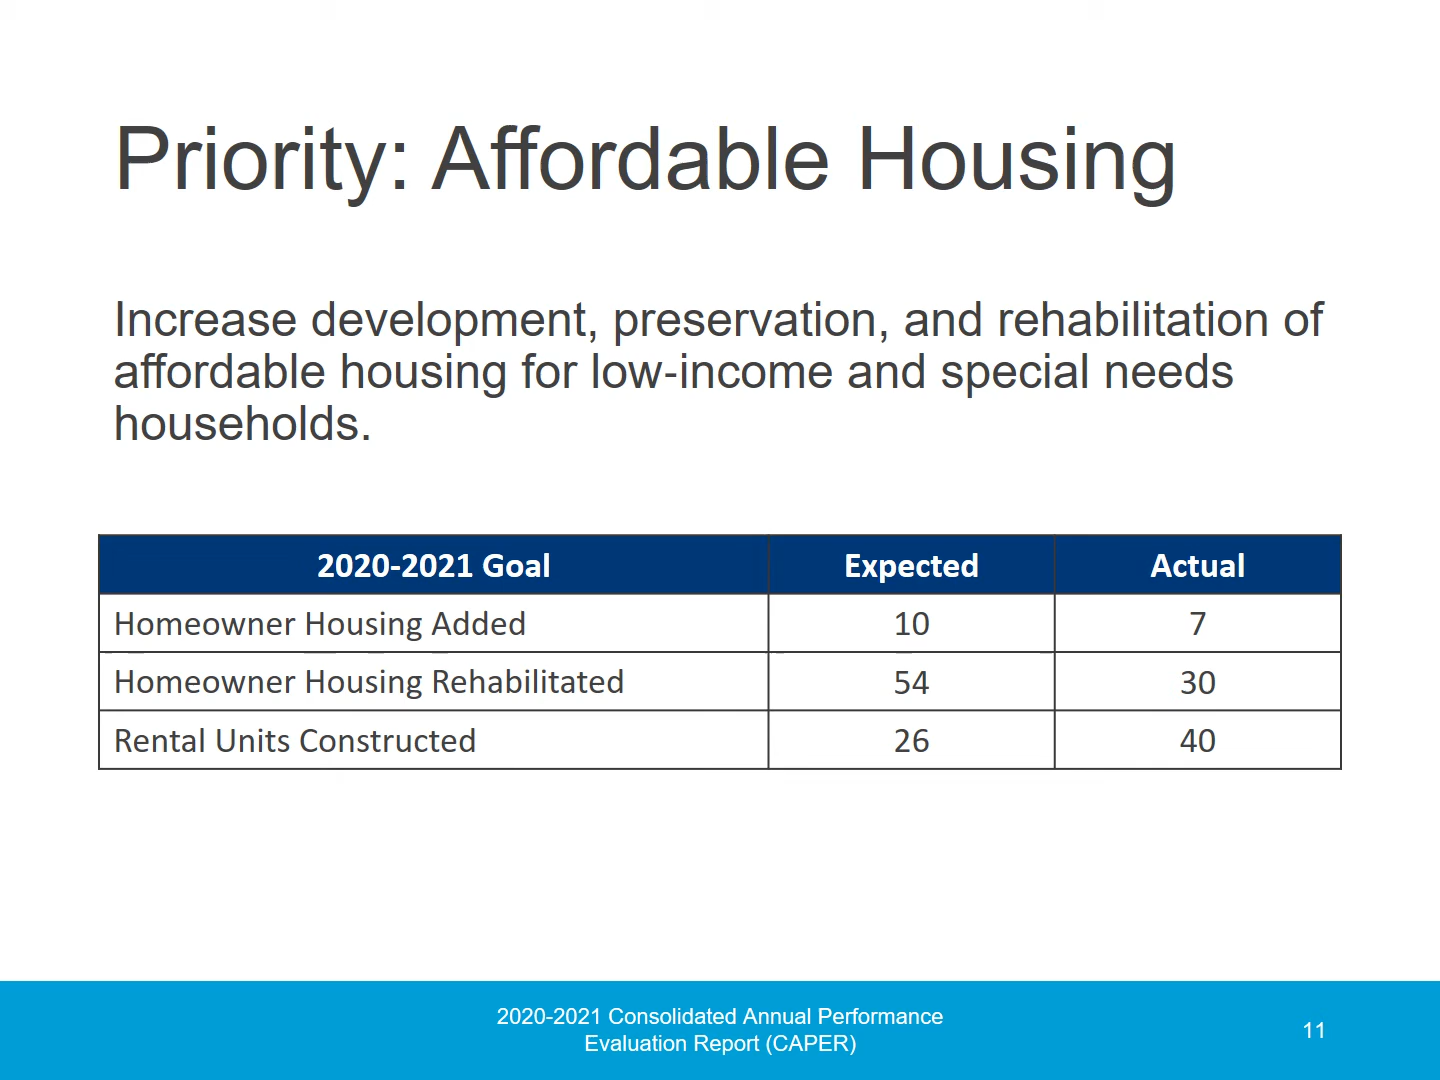 Priority: Affordable Housing
Increase development, preservation, and rehabilitation of
affordable housing for low-income and special needs
households.
2020-2021 Goal Expected Actual
Homeowner Housing Added 10 7
Homeowner Housing Rehabilitated 54 30
Rental Units Constructed 26 40
2020-2021 Consolidated Annual Performance
Evaluation Report (CAPER)
11